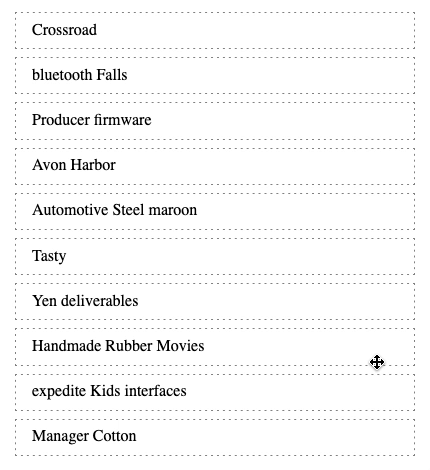 Crossroad
bluetooth Falls
Producer firmware
Avon Harbor
Automotive Steel maroon
Tasty
Yen deliverables
Handmade Rubber Movies
expedite Kids interfaces
Manager Cotton